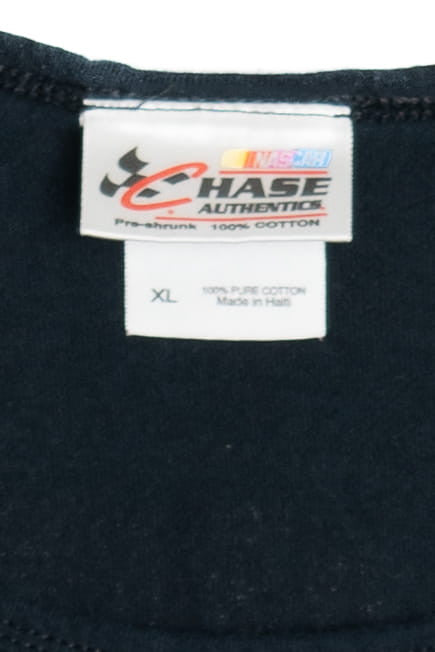 NASCAR
CHASE
AUTHENTICS
Pre-shrunk 100% COTTON
XL
100% PURE COTTON
Made in Haiti